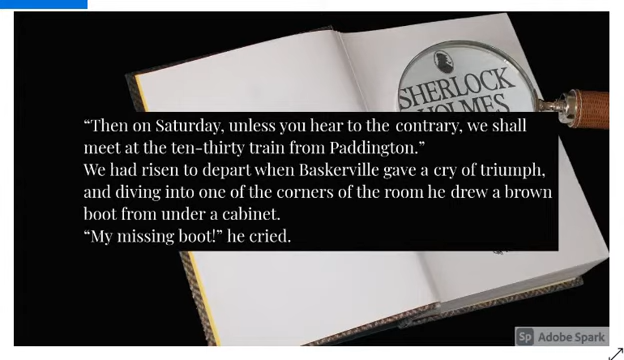 SHERLOCK
HOLMES
“Then on Saturday, unless you hear to the contrary, we shall
meet at the ten-thirty train from Paddington.”
We had risen to depart when Baskerville gave a cry of triumph,
and diving into one of the corners of the room he drew a brown
boot from under a cabinet.
“My missing boot!” he cried.
Sp Adobe Spark